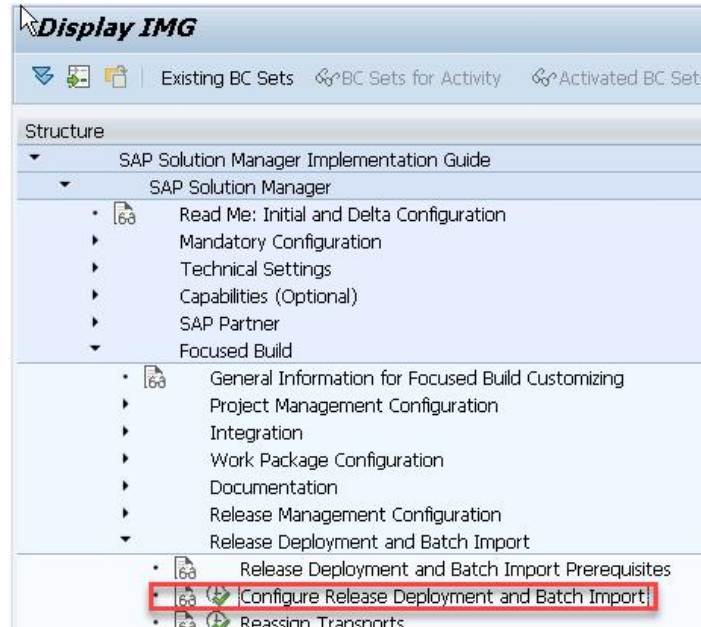 Display IMG
Existing BC Sets BC Sets for Activity Activated BC Set
Structure
SAP Solution Manager Implementation Guide
SAP Solution Manager
Read Me: Initial and Delta Configuration
Mandatory Configuration
Technical Settings
Capabilities (Optional)
SAP Partner
Focused Build
General Information for Focused Build Customizing
Project Management Configuration
Integration
Work Package Configuration
Documentation
Release Management Configuration
Release Deployment and Batch Import
Release Deployment and Batch Import Prerequisites
Configure Release Deployment and Batch Import
Reassign Transports